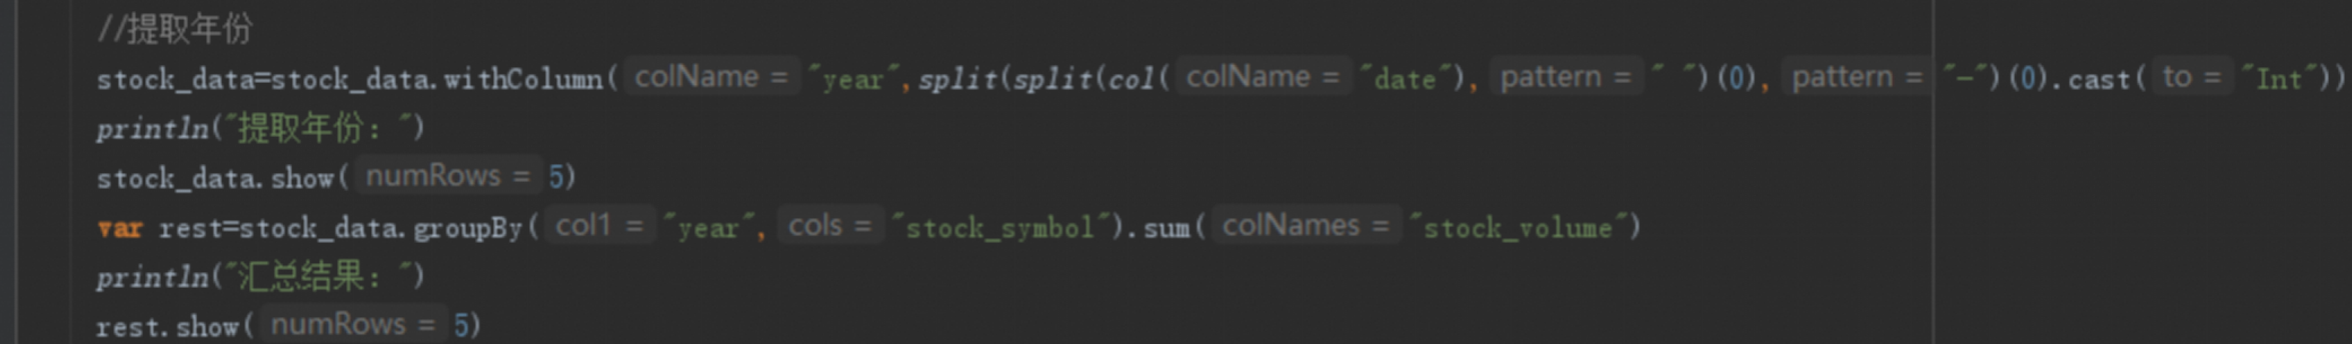 //提取年份
stock_data=stock_data.withColumn( colName = "year",split(split(col( colName = "date"), pattern = " ")(0), pattern = "-")(0).cast( to = "Int"))
println("提取年份：")
stock_data.show( numRows = 5)
var rest=stock_data.groupBy( col1 = "year", cols = "stock_symbol").sum( colNames = "stock_volume")
println("汇总结果：")
rest.show( numRows = 5)